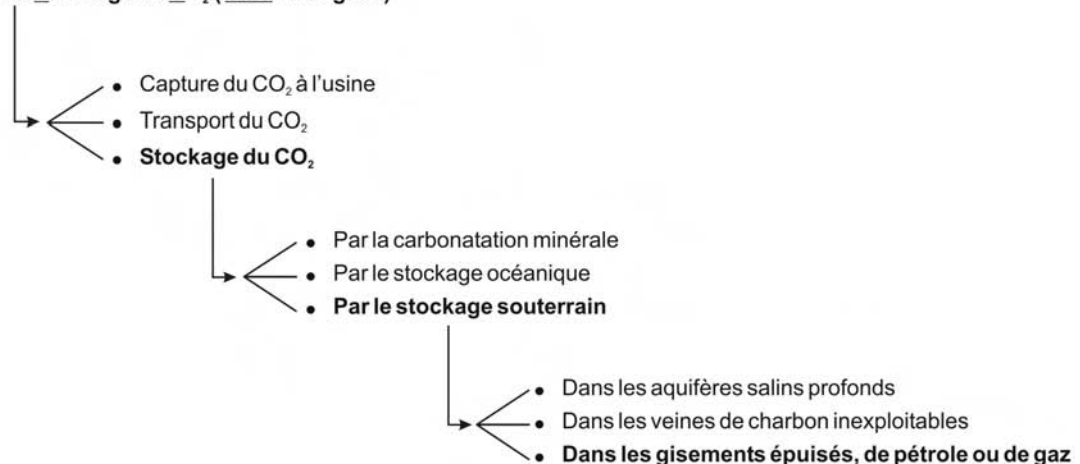 • Capture du CO₂ à l'usine
• Transport du CO₂
• Stockage du CO₂
• Par la carbonatation minérale
• Par le stockage océanique
• Par le stockage souterrain
• Dans les aquifères salins profonds
• Dans les veines de charbon inexploitables
• Dans les gisements épuisés, de pétrole ou de gaz